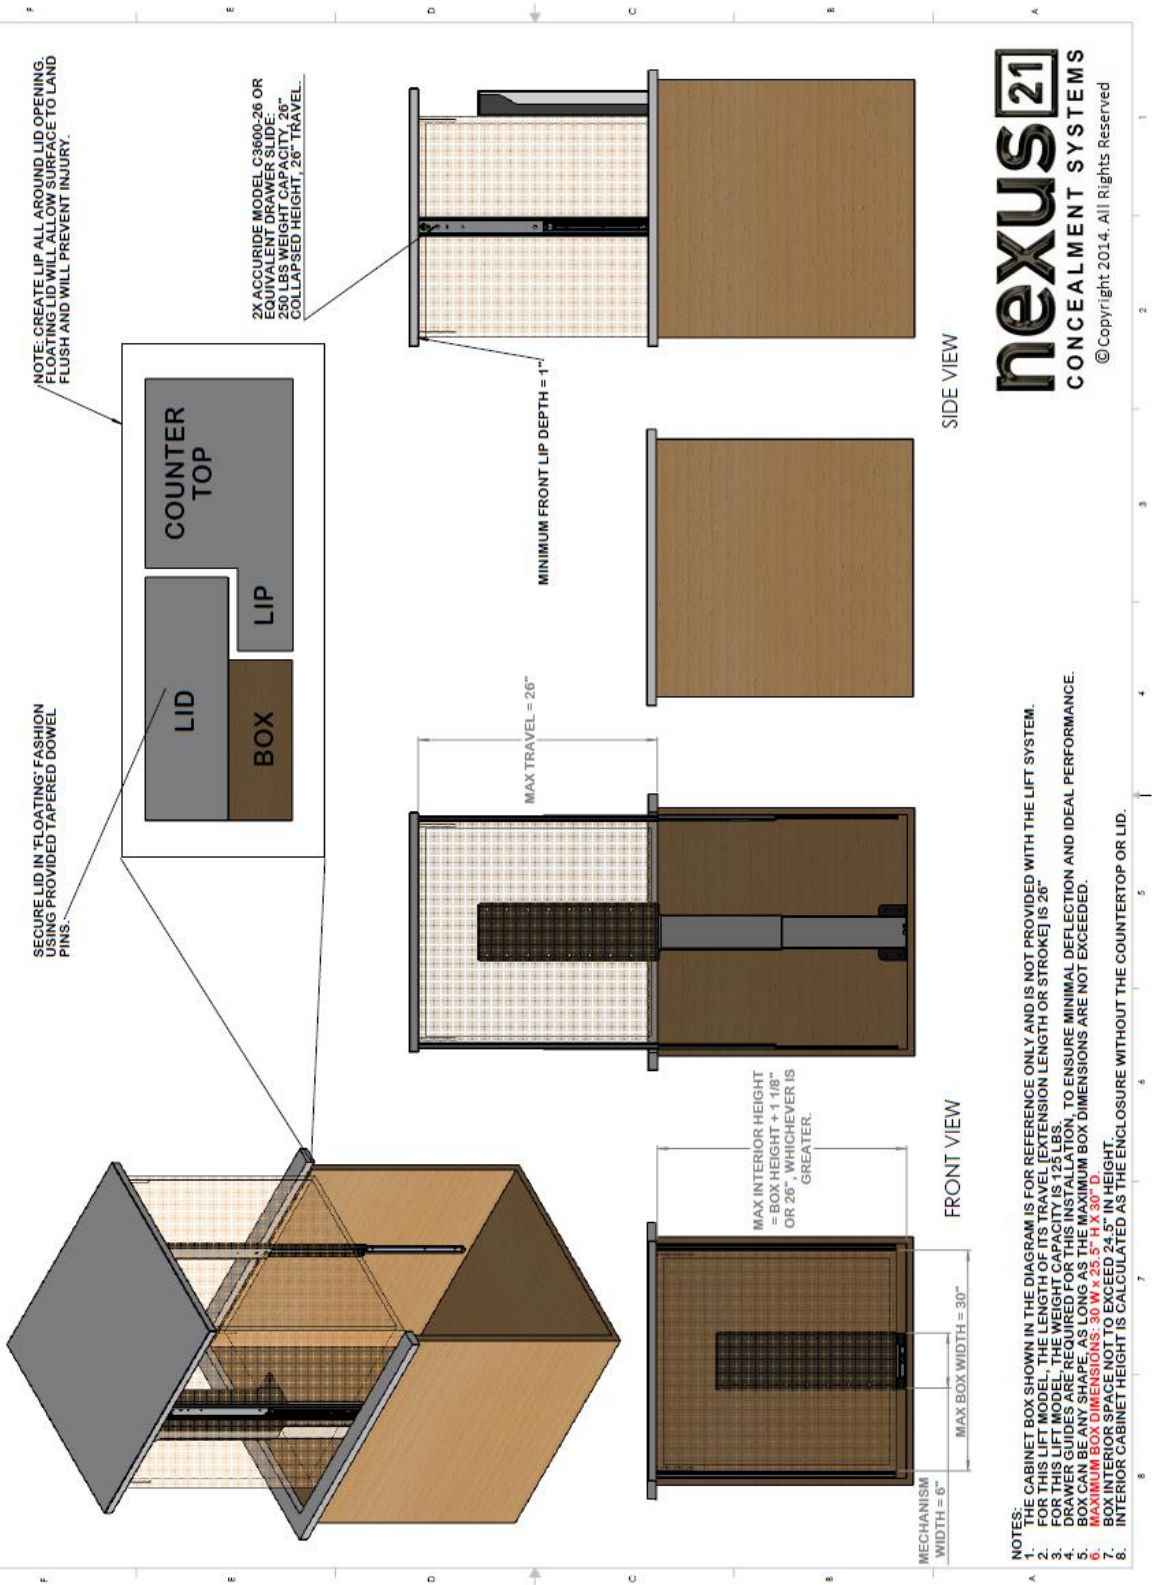 SECURE LID IN 'FLOATING' FASHION
USING PROVIDED TAPERED DOWEL
PINS.
NOTE: CREATE LIP ALL AROUND LID OPENING.
FLOATING LID WILL ALLOW SURFACE TO LAND
FLUSH AND WILL PREVENT INJURY.
LID
BOX
LIP
COUNTER
TOP
2X ACCURIDE MODEL C3600-26 OR
EQUIVALENT DRAWER SLIDE:
250 LBS WEIGHT CAPACITY, 26"
COLLAPSED HEIGHT, 26" TRAVEL.
MAX TRAVEL = 26"
MINIMUM FRONT LIP DEPTH = 1"
MAX INTERIOR HEIGHT
= BOX HEIGHT + 1 1/8"
OR 26", WHICHEVER IS
GREATER.
MECHANISM
WIDTH = 6"
MAX BOX WIDTH = 30"
FRONT VIEW
SIDE VIEW
NOTES:
1. THE CABINET BOX SHOWN IN THE DIAGRAM IS FOR REFERENCE ONLY AND IS NOT PROVIDED WITH THE LIFT SYSTEM.
2. FOR THIS LIFT MODEL, THE LENGTH OF ITS TRAVEL [EXTENSION LENGTH OR STROKE] IS 26"
3. FOR THIS LIFT MODEL, THE WEIGHT CAPACITY IS 125 LBS.
4. DRAWER GUIDES ARE REQUIRED FOR THIS INSTALLATION, TO ENSURE MINIMAL DEFLECTION AND IDEAL PERFORMANCE.
5. BOX CAN BE ANY SHAPE, AS LONG AS THE MAXIMUM BOX DIMENSIONS ARE NOT EXCEEDED.
6. MAXIMUM BOX DIMENSIONS: 30 W x 25.5" H X 30" D.
7. BOX INTERIOR SPACE NOT TO EXCEED 24.5" IN HEIGHT.
8. INTERIOR CABINET HEIGHT IS CALCULATED AS THE ENCLOSURE WITHOUT THE COUNTERTOP OR LID.
nexus 21
CONCEALMENT SYSTEMS
©Copyright 2014. All Rights Reserved
F
E
D
C
B
A
F
E
D
C
B
A
8
7
6
5
4
3
2
1